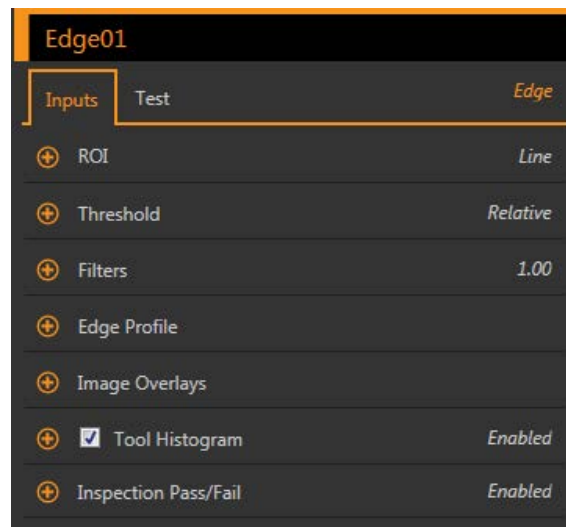 Edge01
Inputs Test Edge
ROI Line
Threshold Relative
Filters 1.00
Edge Profile
Image Overlays
Tool Histogram Enabled
Inspection Pass/Fail Enabled